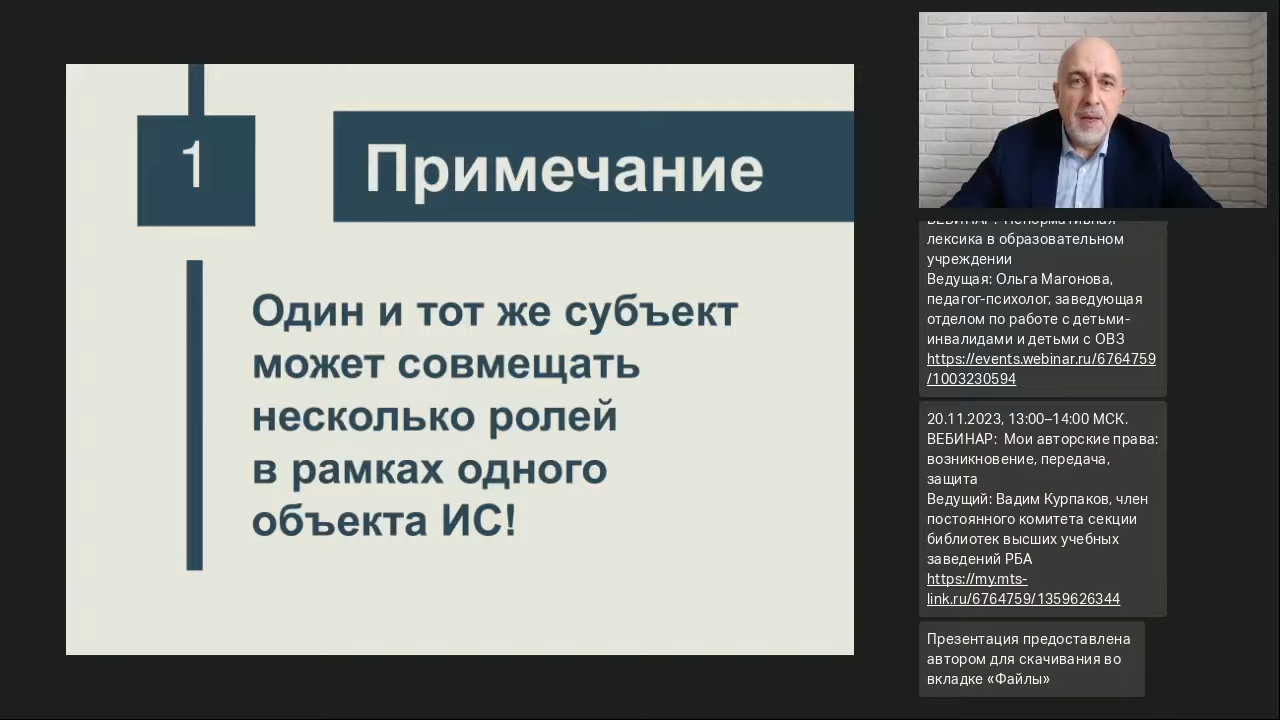 1
Примечание
Один и тот же субъект
может совмещать
несколько ролей
в рамках одного
объекта ИС!
ВЕБИНАР: Ненормативная
лексика в образовательном
учреждении
Ведущая: Ольга Магонова,
педагог-психолог, заведующая
отделом по работе с детьми-
инвалидами и детьми с ОВЗ
https://events.webinar.ru/6764759
/1003230594
20.11.2023, 13:00–14:00 МСК.
ВЕБИНАР: Мои авторские права:
возникновение, передача,
защита
Ведущий: Вадим Курпаков, член
постоянного комитета секции
библиотек высших учебных
заведений РБА
https://my.mts-
link.ru/6764759/1359626344
Презентация предоставлена
автором для скачивания во
вкладке «Файлы»